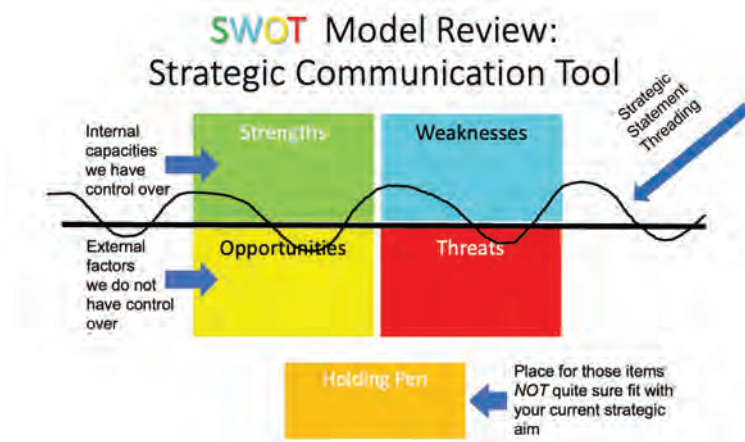 SWOT Model Review:
Strategic Communication Tool
Strategic
Statement
Threading
Internal
capacities
we have
control over
Strengths
Weaknesses
External
factors
we do not
have control
over
Opportunities
Threats
Holding Pen
Place for those items
NOT quite sure fit with
your current strategic
aim